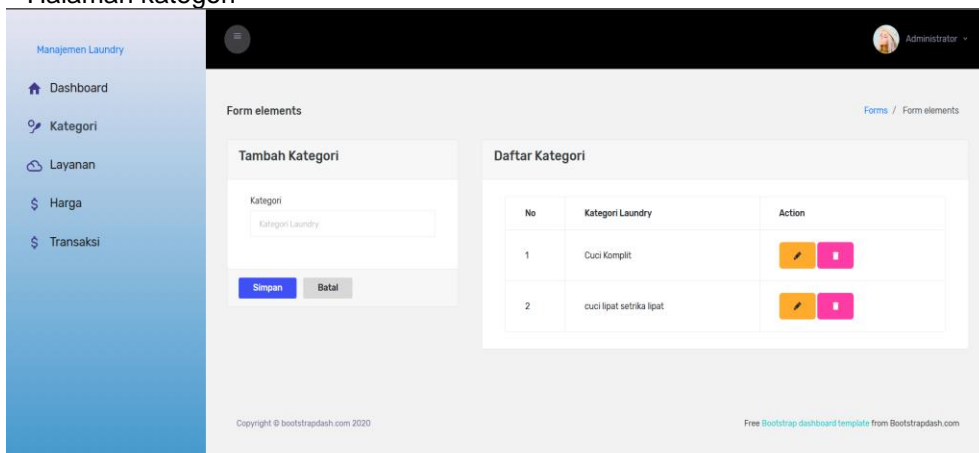 Halaman kategori
Manajemen Laundry
Administrator
Dashboard
Kategori
Layanan
Harga
Transaksi
Form elements
Forms / Form elements
Tambah Kategori
Kategori
Kategori Laundry
Simpan Batal
Daftar Kategori
No Kategori Laundry Action
1 Cuci Komplit
2 cuci lipat setrika lipat
Copyright © bootstrapdash.com 2020
Free Bootstrap dashboard template from Bootstrapdash.com